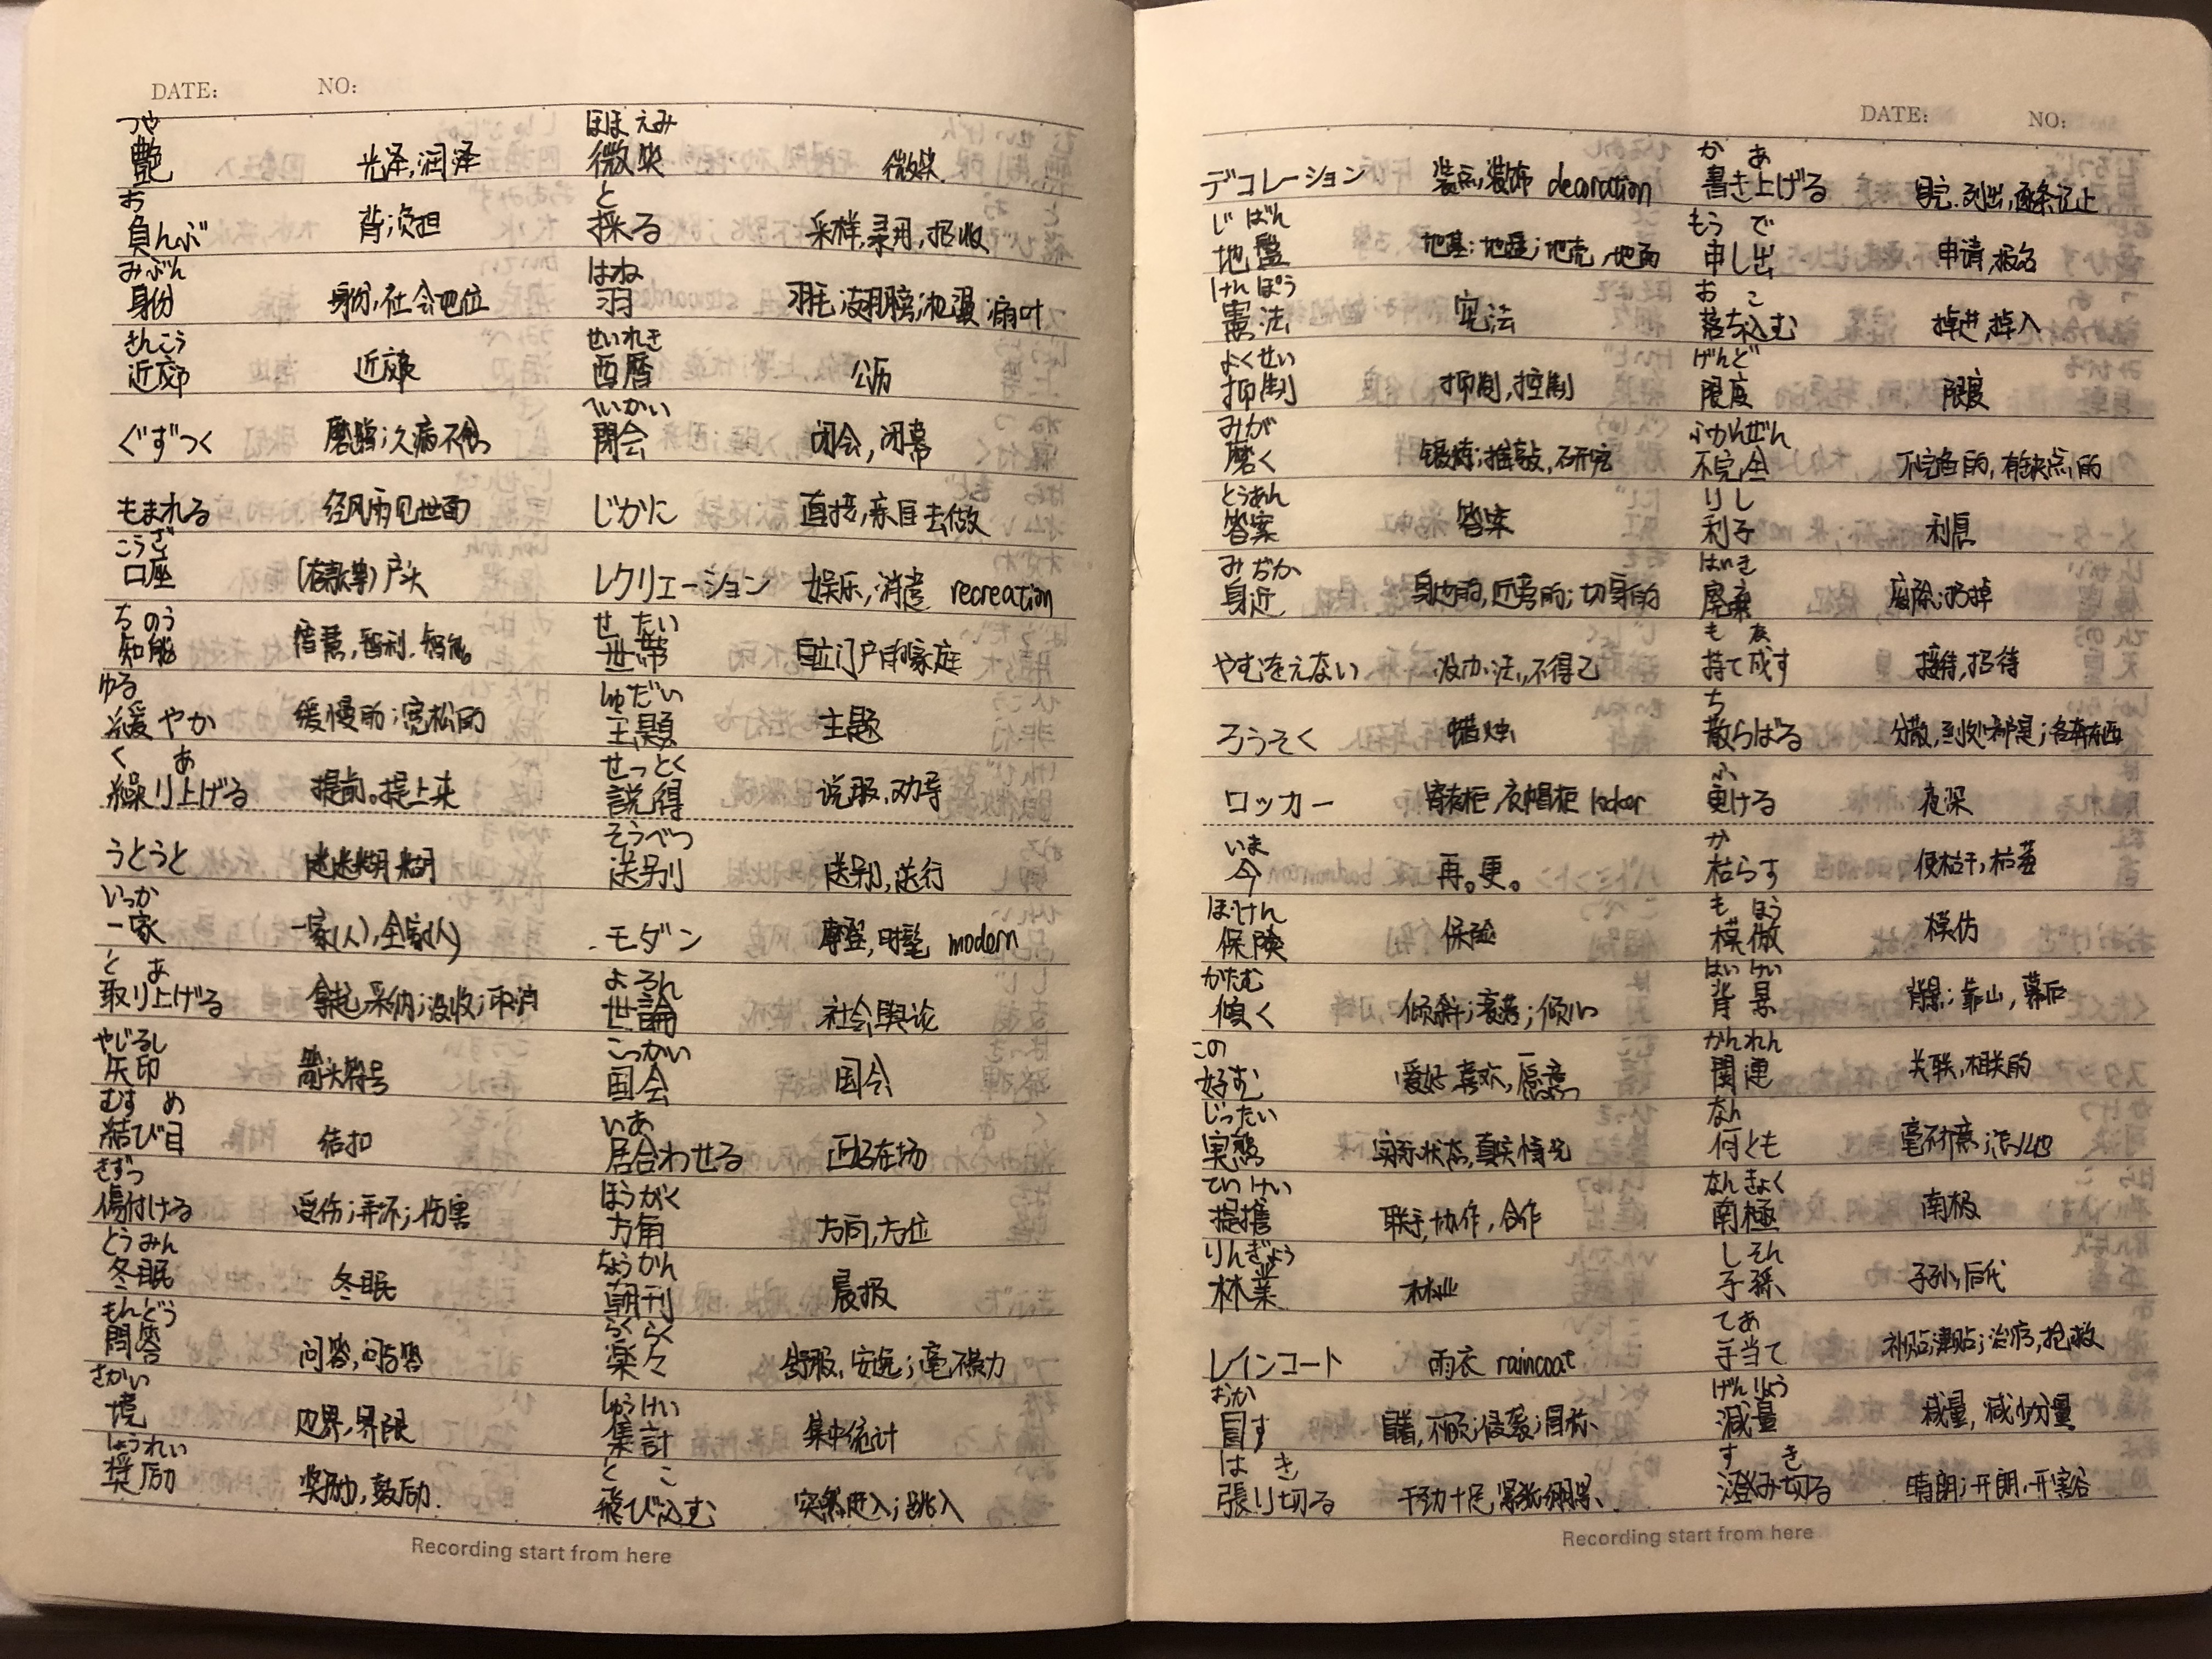 DATE: NO:
つや ほほえみ
艶 光泽,润泽 微笑 微笑
お と
負んぶ 背;负担 採る 采样,录用,招收
みぶん はね
身份 身份,社会地位 羽 羽毛;翅膀;扇叶
きんこう せいれき
近郊 近郊 西暦 公历
へいかい
ぐずつく 磨蹭;久病不愈 閉会 闭会,闭幕
もまれる 经风雨见世面 じかに 直接,亲自去做
こうざ
口座 (存款等)户头 レクリエーション 娱乐,消遣 recreation
ちのう せたい
知能 智慧,智利,智能 世帯 自立门户的家庭
ゆる しゅだい
緩やか 缓慢的;宽松的 主題 主题
く あ せっとく
繰り上げる 提前。提上来 説得 说服,劝导
そうべつ
うとうと 迷迷糊糊 送别 送别,送行
いっか
一家 一家(人),全家(人) モダン 摩登,时髦 modern
と あ よろん
取り上げる 拿起,采纳;没收;取消 世論 社会舆论
やじるし こっかい
矢印 箭头符号 国会 国会
むす め いあ
結び目 结扣 居合わせる 正好在场
きずつ ほうがく
傷付ける 受伤;弄坏;伤害 方角 方向,方位
とうみん ちょうかん
冬眠 冬眠 朝刊 晨报
もんどう らくらく
問答 问答,问与答 楽々 舒服,安逸;毫不费力
さかい しゅうけい
境 边界,界限 集計 集中统计
しょうれい と こ
奨励 奖励,鼓励. 飛び込む 突然进入;跳入
Recording start from here
DATE: NO:
か あ
デコレーション 装点,装饰 decoration 書き上げる 写完.列出,逐条记上
じばん もうで
地盤 地基;地盘;地壳,地面 申し出 申请,报名
けんぽう お こ
憲法 宪法 落ち込む 掉进,掉入
よくせい げんど
抑制 抑制,控制 限度 限度
みが ふかんぜん
磨く 锻炼;推敲,研究 不完全 不完全的,有缺点的
とうあん りし
答案 答案 利子 利息
みぢか はいき
身近 身边的,近旁的;切身的 廃棄 废除;扔掉
も な
やむをえない 没办法,不得已 持て成す 接待,招待
ち
ろうそく 蜡烛 散らばる 分散,到处都是;各奔东西
ふ
ロッカー 寄存柜,衣帽柜 locker 更ける 夜深
いま か
今 再。更。 枯らす 使枯干,枯萎
ほけん もほう
保険 保险 模倣 模仿
かたむ はいけい
傾く 倾斜;衰落;倾心 背景 背景;靠山,幕后
この かんれん
好む 爱好,喜欢,愿意 関連 关联,相关的
じったい なん
実態 实际状态,真实情况 何とも 毫不介意;怎么也
ていけい なんきょく
提携 联手,协作,合作 南極 南极
りんぎょう しそん
林業 林业 子孫 子孙,后代
てあ
レインコート 雨衣 raincoat 手当て 补贴,津贴;治疗,抢救
おか げんりょう
冒す 冒着,不顾;侵袭;冒称、 減量 减量,减少分量
は き す き
張り切る 干劲十足,紧张绷紧、 澄み切る 晴朗;开朗,开豁
Recording start from here